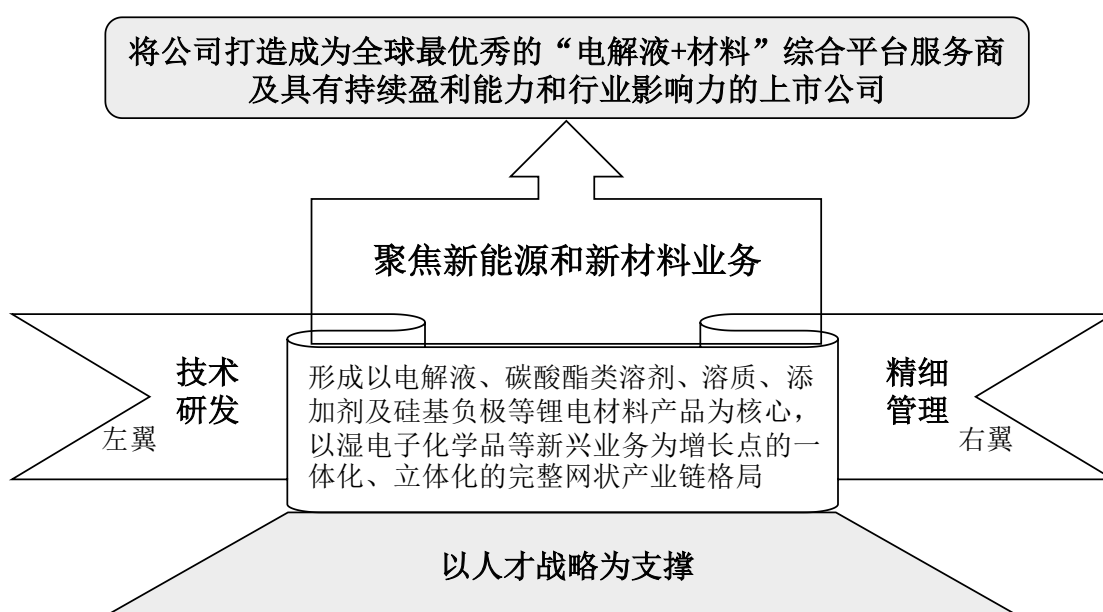 将公司打造成为全球最优秀的“电解液+材料”综合平台服务商
及具有持续盈利能力和行业影响力的上市公司
聚焦新能源和新材料业务
技术
研发
左翼
形成以电解液、碳酸酯类溶剂、溶质、添
加剂及硅基负极等锂电材料产品为核心，
以湿电子化学品等新兴业务为增长点的一
体化、立体化的完整网状产业链格局
精细
管理
右翼
以人才战略为支撑